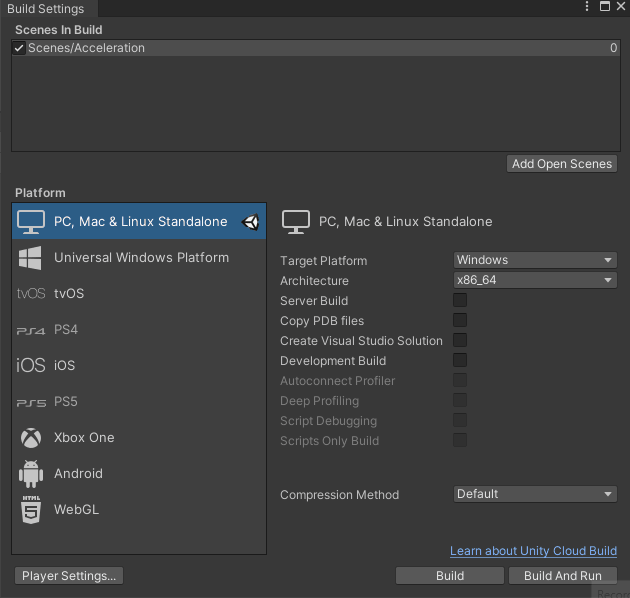 Build Settings
Scenes In Build
Scenes/Acceleration 0
Add Open Scenes
Platform
PC, Mac & Linux Standalone
Universal Windows Platform
tvOS tvOS
PS4 PS4
iOS iOS
PS5 PS5
Xbox One
Android
HTML 5 WebGL
PC, Mac & Linux Standalone
Target Platform Windows
Architecture x86_64
Server Build
Copy PDB files
Create Visual Studio Solution
Development Build
Autoconnect Profiler
Deep Profiling
Script Debugging
Scripts Only Build
Compression Method Default
Learn about Unity Cloud Build
Player Settings... Build Build And Run